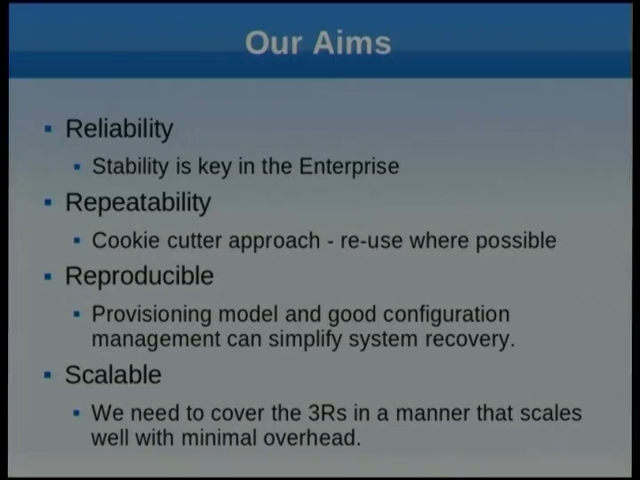 Our Aims
Reliability
Stability is key in the Enterprise
Repeatability
Cookie cutter approach - re-use where possible
Reproducible
Provisioning model and good configuration
management can simplify system recovery.
Scalable
We need to cover the 3Rs in a manner that scales
well with minimal overhead.